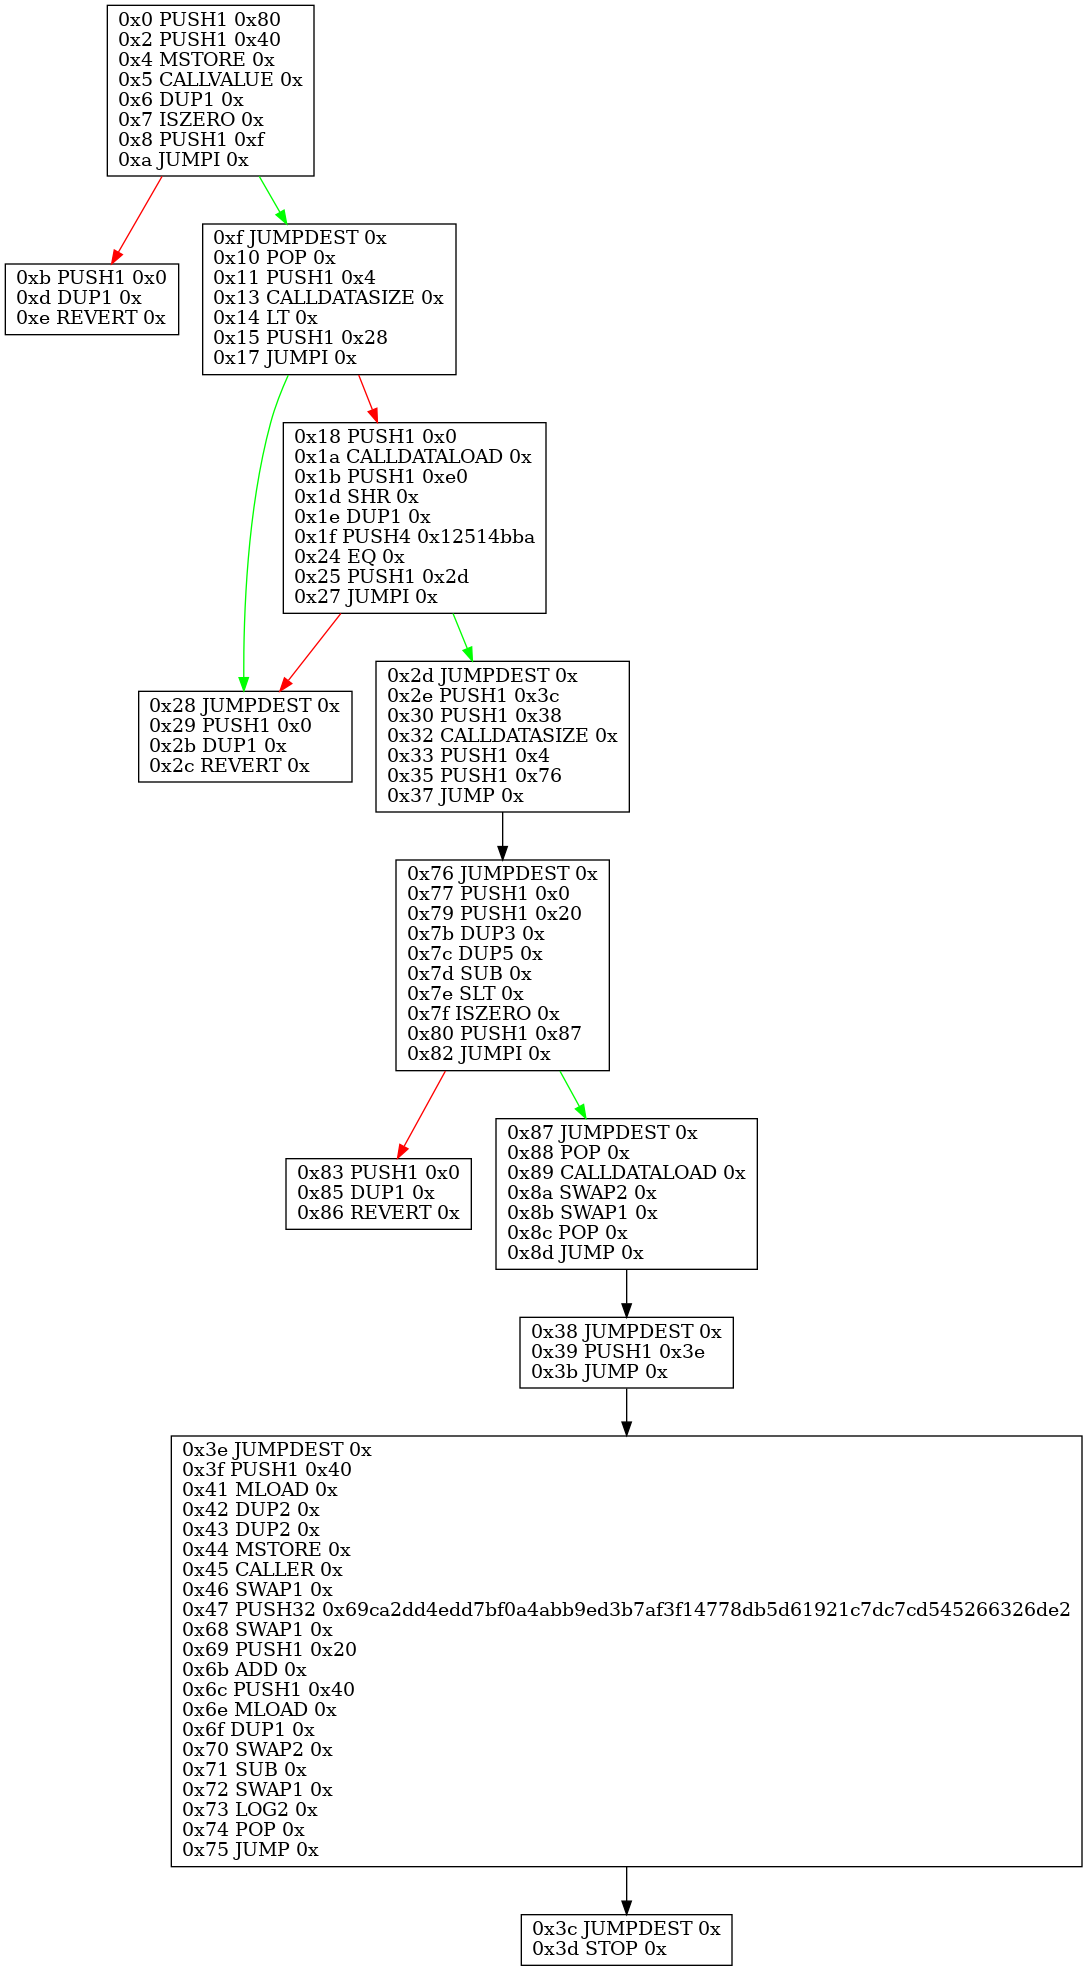 0x0 PUSH1 0x80
0x2 PUSH1 0x40
0x4 MSTORE 0x
0x5 CALLVALUE 0x
0x6 DUP1 0x
0x7 ISZERO 0x
0x8 PUSH1 0xf
0xa JUMPI 0x
0xb PUSH1 0x0
0xd DUP1 0x
0xe REVERT 0x
0xf JUMPDEST 0x
0x10 POP 0x
0x11 PUSH1 0x4
0x13 CALLDATASIZE 0x
0x14 LT 0x
0x15 PUSH1 0x28
0x17 JUMPI 0x
0x18 PUSH1 0x0
0x1a CALLDATALOAD 0x
0x1b PUSH1 0xe0
0x1d SHR 0x
0x1e DUP1 0x
0x1f PUSH4 0x12514bba
0x24 EQ 0x
0x25 PUSH1 0x2d
0x27 JUMPI 0x
0x28 JUMPDEST 0x
0x29 PUSH1 0x0
0x2b DUP1 0x
0x2c REVERT 0x
0x2d JUMPDEST 0x
0x2e PUSH1 0x3c
0x30 PUSH1 0x38
0x32 CALLDATASIZE 0x
0x33 PUSH1 0x4
0x35 PUSH1 0x76
0x37 JUMP 0x
0x76 JUMPDEST 0x
0x77 PUSH1 0x0
0x79 PUSH1 0x20
0x7b DUP3 0x
0x7c DUP5 0x
0x7d SUB 0x
0x7e SLT 0x
0x7f ISZERO 0x
0x80 PUSH1 0x87
0x82 JUMPI 0x
0x83 PUSH1 0x0
0x85 DUP1 0x
0x86 REVERT 0x
0x87 JUMPDEST 0x
0x88 POP 0x
0x89 CALLDATALOAD 0x
0x8a SWAP2 0x
0x8b SWAP1 0x
0x8c POP 0x
0x8d JUMP 0x
0x38 JUMPDEST 0x
0x39 PUSH1 0x3e
0x3b JUMP 0x
0x3e JUMPDEST 0x
0x3f PUSH1 0x40
0x41 MLOAD 0x
0x42 DUP2 0x
0x43 DUP2 0x
0x44 MSTORE 0x
0x45 CALLER 0x
0x46 SWAP1 0x
0x47 PUSH32 0x69ca2dd4edd7bf0a4abb9ed3b7af3f14778db5d61921c7dc7cd545266326de2
0x68 SWAP1 0x
0x69 PUSH1 0x20
0x6b ADD 0x
0x6c PUSH1 0x40
0x6e MLOAD 0x
0x6f DUP1 0x
0x70 SWAP2 0x
0x71 SUB 0x
0x72 SWAP1 0x
0x73 LOG2 0x
0x74 POP 0x
0x75 JUMP 0x
0x3c JUMPDEST 0x
0x3d STOP 0x